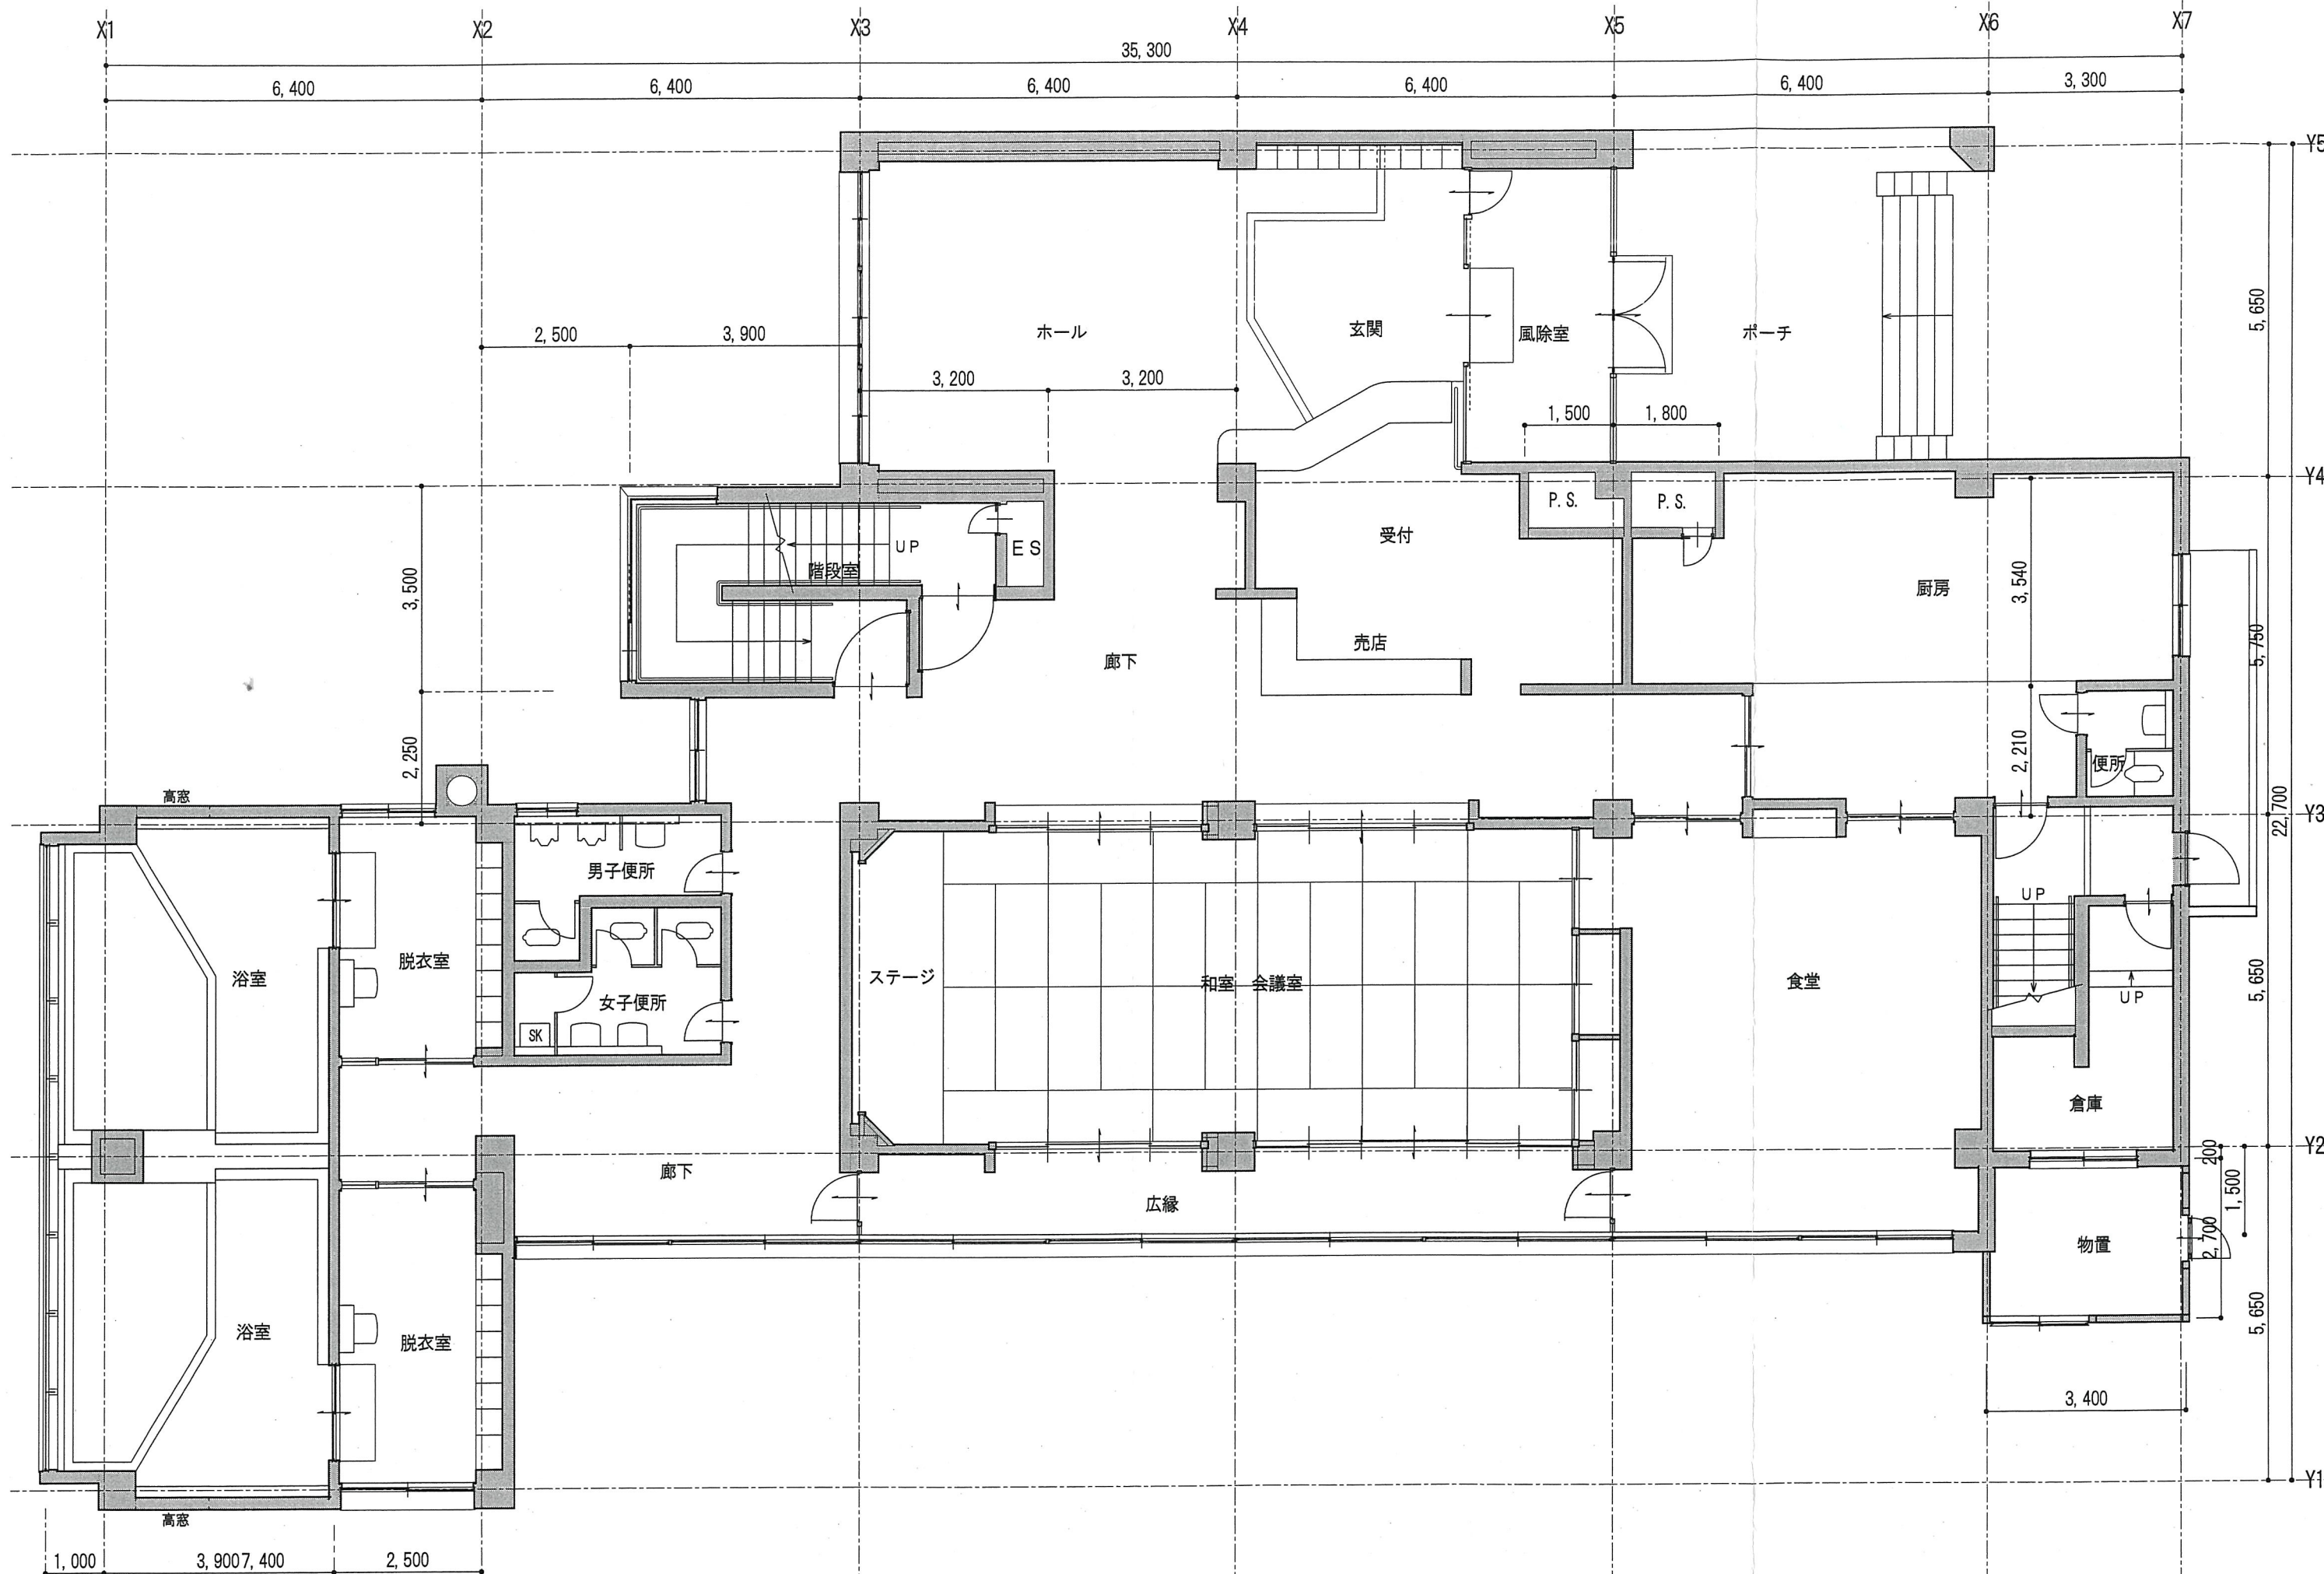 X1 X2 X3 X4 X5 X6 X7
35,300
6,400 6,400 6,400 6,400 6,400 3,300
Y5
5,650
2,500 3,900
ホール
玄関
風除室
ポーチ
3,200 3,200
1,500 1,800
Y4
P.S. P.S.
受付
UP
ES
階段室
3,500
厨房
3,540
売店
廊下
5,750
2,250
2,210
便所
高窓
22,700
Y3
男子便所
UP
脱衣室
浴室
ステージ
和室 会議室
食堂
5,650
女子便所
SK
UP
倉庫
Y2
廊下
200
1,500
広縁
物置
2,700
浴室
脱衣室
5,650
3,400
Y1
高窓
1,000 3,900 7,400 2,500